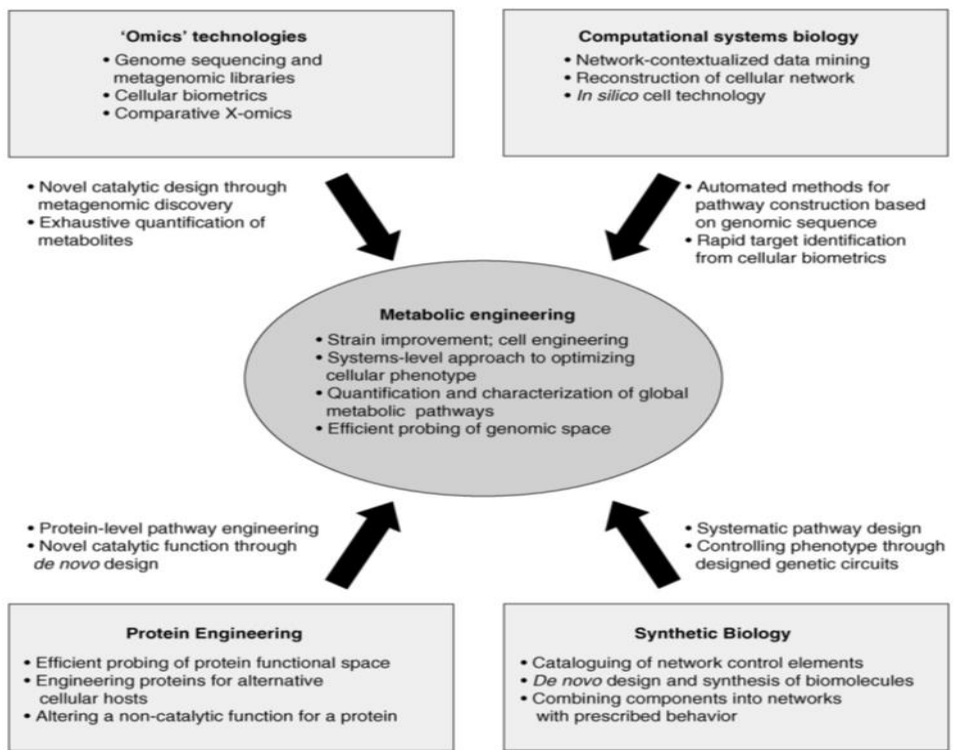 ‘Omics’ technologies
• Genome sequencing and
metagenomic libraries
• Cellular biometrics
• Comparative X-omics
Computational systems biology
• Network-contextualized data mining
• Reconstruction of cellular network
• In silico cell technology
• Novel catalytic design through
metagenomic discovery
• Exhaustive quantification of
metabolites
• Automated methods for
pathway construction based
on genomic sequence
• Rapid target identification
from cellular biometrics
Metabolic engineering
• Strain improvement; cell engineering
• Systems-level approach to optimizing
cellular phenotype
• Quantification and characterization of global
metabolic pathways
• Efficient probing of genomic space
• Protein-level pathway engineering
• Novel catalytic function through
de novo design
• Systematic pathway design
• Controlling phenotype through
designed genetic circuits
Protein Engineering
• Efficient probing of protein functional space
• Engineering proteins for alternative
cellular hosts
• Altering a non-catalytic function for a protein
Synthetic Biology
• Cataloguing of network control elements
• De novo design and synthesis of biomolecules
• Combining components into networks
with prescribed behavior